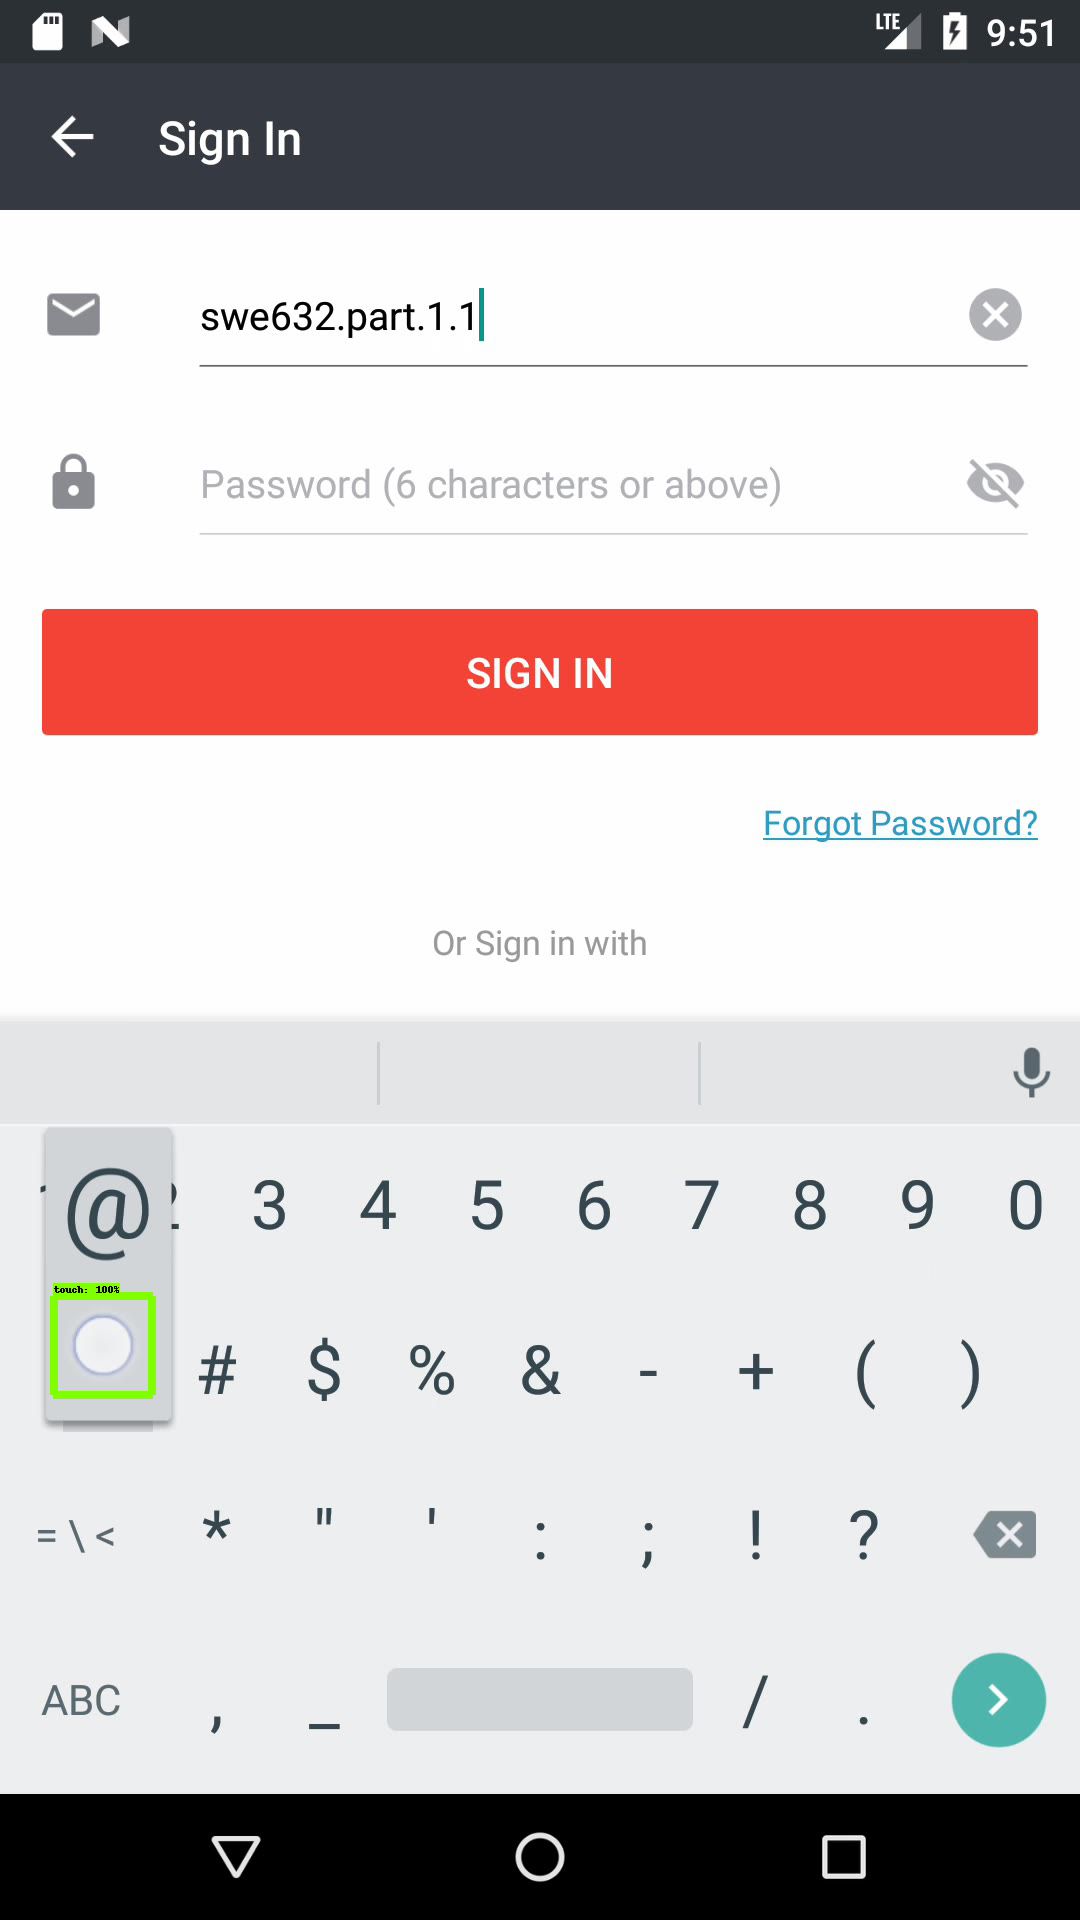 LTE 9:51
Sign In
swe632.part.1.1
Password (6 characters or above)
SIGN IN
Forgot Password?
Or Sign in with
@ 3 4 5 6 7 8 9 0
touch: 100%
# $ % & - + ( )
= \ < * " ' : ; ! ?
ABC , _ / .